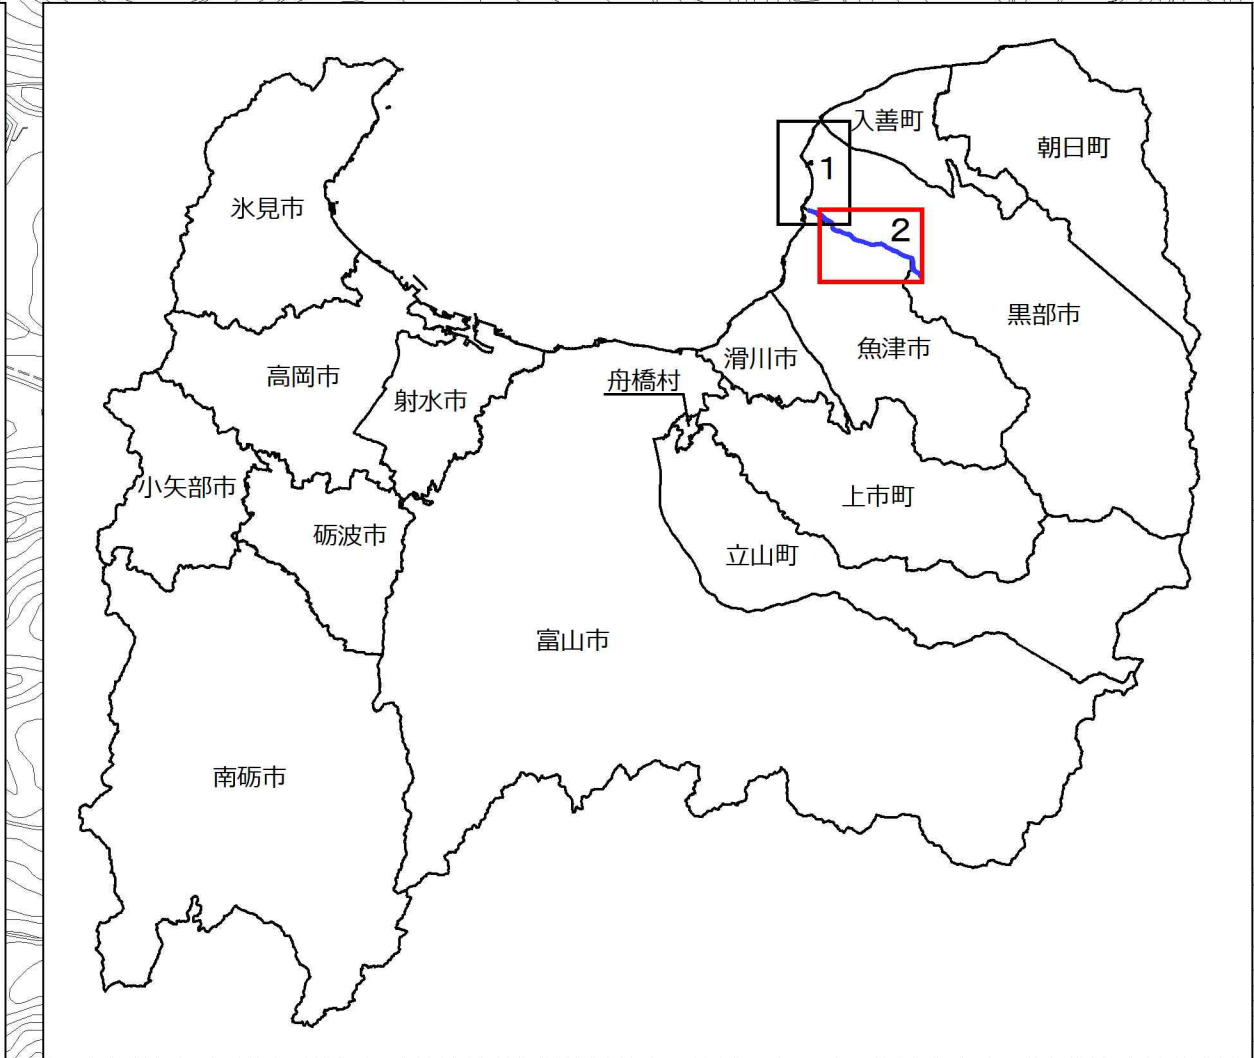 入善町
朝日町
1
氷見市
2
黒部市
魚津市
滑川市
高岡市
舟橋村
射水市
小矢部市
上市町
砺波市
立山町
富山市
南砺市